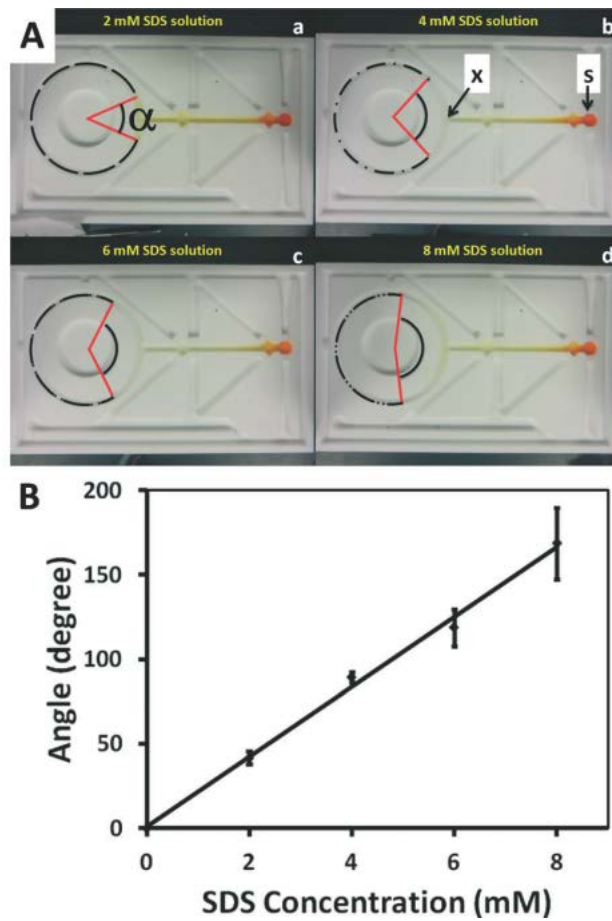 A
2 mM SDS solution
a
α
4 mM SDS solution
b
x
s
6 mM SDS solution
c
8 mM SDS solution
d
B
200
150
100
50
0
Angle (degree)
0 2 4 6 8
SDS Concentration (mM)